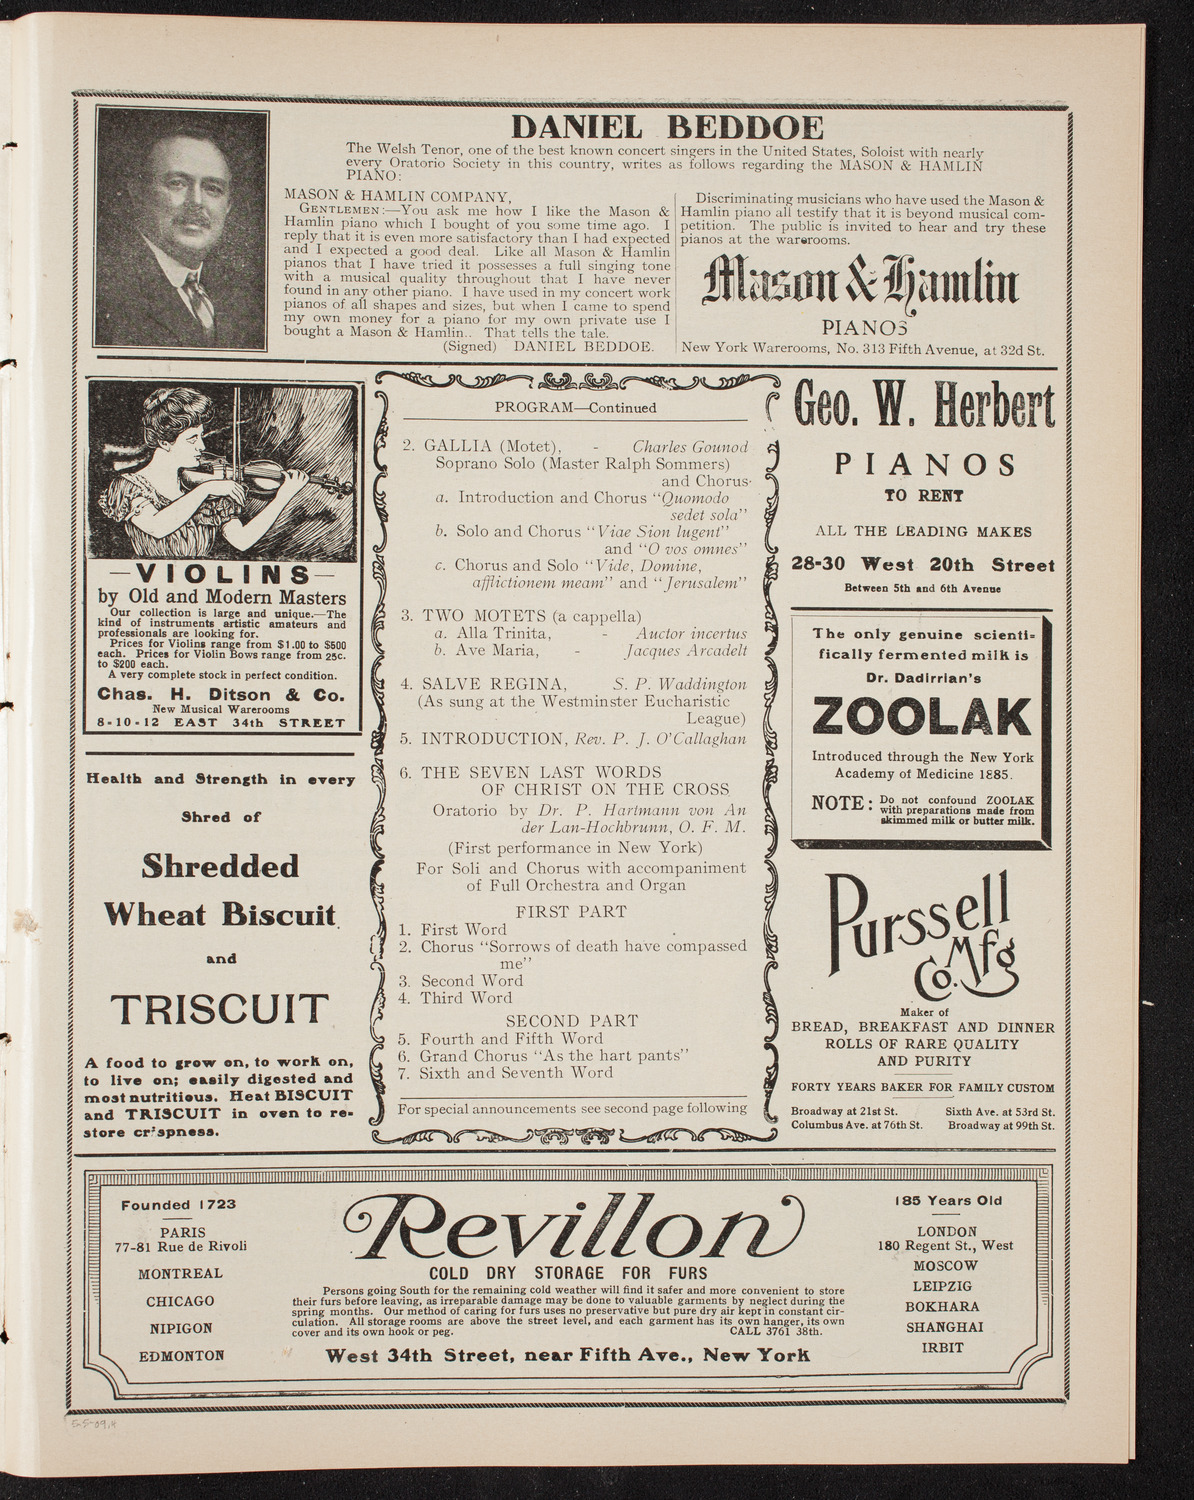 DANIEL BEDDOE
The Welsh Tenor, one of the best known concert singers in the United States, Soloist with nearly
every Oratorio Society in this country, writes as follows regarding the MASON & HAMLIN
PIANO:
MASON & HAMLIN COMPANY,
GENTLEMEN:—You ask me how I like the Mason &
Hamlin piano which I bought of you some time ago. I
reply that it is even more satisfactory than I had expected
and I expected a good deal. Like all Mason & Hamlin
pianos that I have tried it possesses a full singing tone
with a musical quality throughout that I have never
found in any other piano. I have used in my concert work
pianos of all shapes and sizes, but when I came to spend
my own money for a piano for my own private use I
bought a Mason & Hamlin.. That tells the tale.
(Signed) DANIEL BEDDOE.
Discriminating musicians who have used the Mason &
Hamlin piano all testify that it is beyond musical com-
petition. The public is invited to hear and try these
pianos at the warerooms.
Mason & Hamlin
PIANOS
New York Warerooms, No. 313 Fifth Avenue, at 32d St.
—VIOLINS—
by Old and Modern Masters
Our collection is large and unique.—The
kind of instruments artistic amateurs and
professionals are looking for.
Prices for Violins range from $1.00 to $500
each. Prices for Violin Bows range from 25c.
to $200 each.
A very complete stock in perfect condition.
Chas. H. Ditson & Co.
New Musical Warerooms
8-10-12 EAST 34th STREET
Health and Strength in every
Shred of
Shredded
Wheat Biscuit
and
TRISCUIT
A food to grow on, to work on,
to live on; easily digested and
most nutritious. Heat BISCUIT
and TRISCUIT in oven to re-
store crispness.
PROGRAM—Continued
2. GALLIA (Motet), - Charles Gounod
Soprano Solo (Master Ralph Sommers)
and Chorus·
a. Introduction and Chorus "Quomodo
sedet sola"
b. Solo and Chorus "Viae Sion lugent"
and "O vos omnes"
c. Chorus and Solo "Vide, Domine,
afflictionem meam" and "Jerusalem"
3. TWO MOTETS (a cappella)
a. Alla Trinita, - Auctor incertus
b. Ave Maria, - Jacques Arcadelt
4. SALVE REGINA, S. P. Waddington
(As sung at the Westminster Eucharistic
League)
5. INTRODUCTION, Rev. P. J. O'Callaghan
6. THE SEVEN LAST WORDS
OF CHRIST ON THE CROSS
Oratorio by Dr. P. Hartmann von An
der Lan-Hochbrunn, O. F. M.
(First performance in New York)
For Soli and Chorus with accompaniment
of Full Orchestra and Organ
FIRST PART
1. First Word
2. Chorus "Sorrows of death have compassed
me"
3. Second Word
4. Third Word
SECOND PART
5. Fourth and Fifth Word
6. Grand Chorus "As the hart pants"
7. Sixth and Seventh Word
For special announcements see second page following
Geo. W. Herbert
PIANOS
TO RENT
ALL THE LEADING MAKES
28-30 West 20th Street
Between 5th and 6th Avenue
The only genuine scienti-
fically fermented milk is
Dr. Dadirrian's
ZOOLAK
Introduced through the New York
Academy of Medicine 1885.
NOTE: Do not confound ZOOLAK
with preparations made from
skimmed milk or butter milk.
Purssell
Mfg
Co.
Maker of
BREAD, BREAKFAST AND DINNER
ROLLS OF RARE QUALITY
AND PURITY
FORTY YEARS BAKER FOR FAMILY CUSTOM
Broadway at 21st St. Sixth Ave. at 53rd St.
Columbus Ave. at 76th St. Broadway at 99th St.
Founded 1723
PARIS
77-81 Rue de Rivoli
MONTREAL
CHICAGO
NIPIGON
EDMONTON
Revillon
COLD DRY STORAGE FOR FURS
Persons going South for the remaining cold weather will find it safer and more convenient to store
their furs before leaving, as irreparable damage may be done to valuable garments by neglect during the
spring months. Our method of caring for furs uses no preservative but pure dry air kept in constant cir-
culation. All storage rooms are above the street level, and each garment has its own hanger, its own
cover and its own hook or peg. CALL 3761 38th.
West 34th Street, near Fifth Ave., New York
185 Years Old
LONDON
180 Regent St., West
MOSCOW
LEIPZIG
BOKHARA
SHANGHAI
IRBIT
5-5-09.4